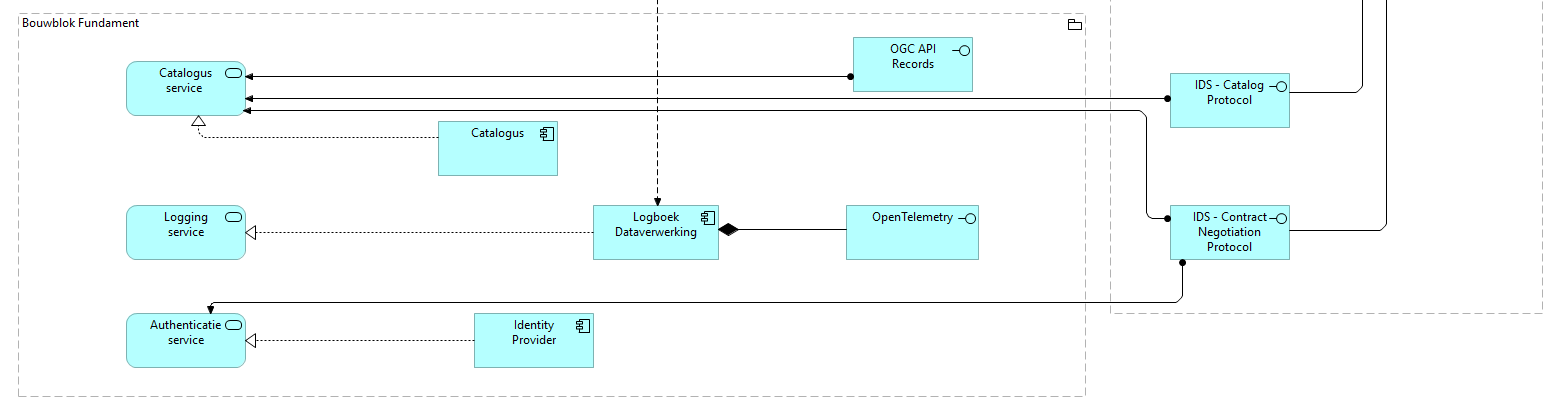 Bouwblok Fundament
OGC API
Records
Catalogus
service
IDS - Catalog
Protocol
Catalogus
Logging
service
Logboek
Dataverwerking
OpenTelemetry
IDS - Contract
Negotiation
Protocol
Authenticatie
service
Identity
Provider